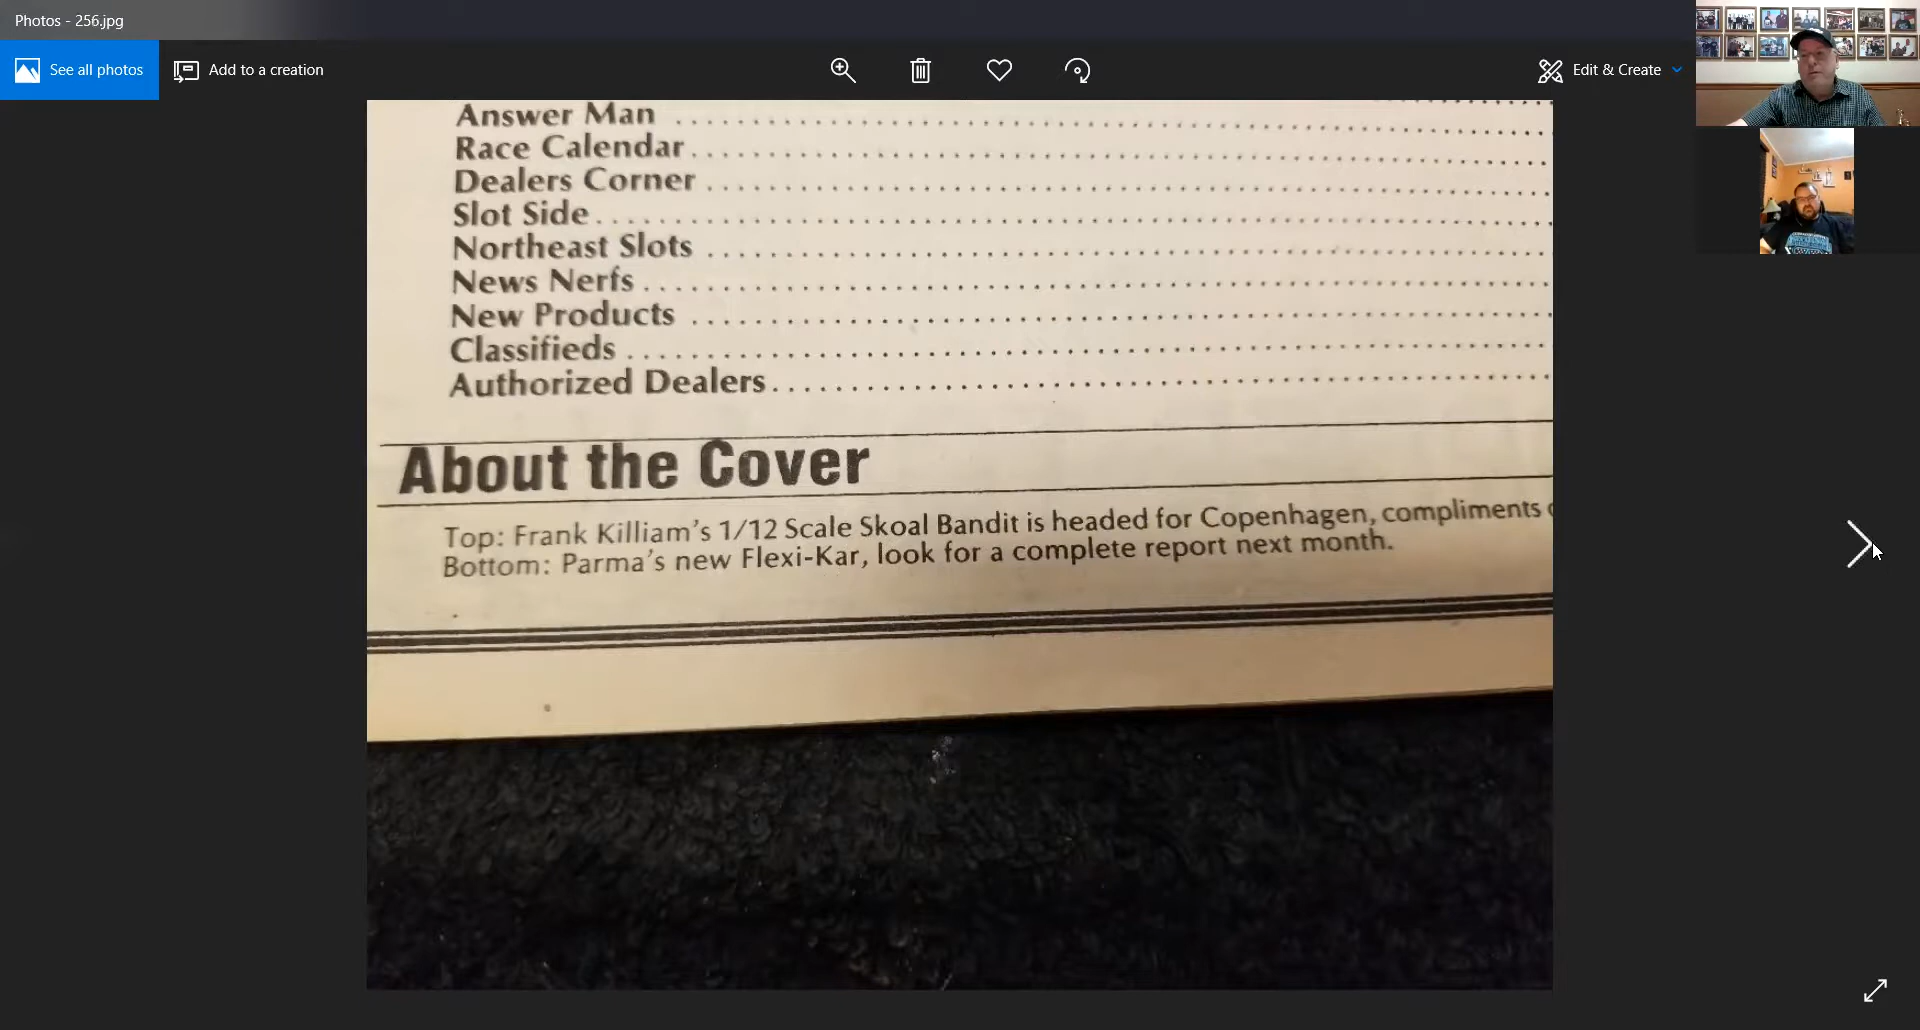 Photos - 256.jpg
See all photos
Add to a creation
Edit & Create
Answer Man
Race Calendar
Dealers Corner
Slot Side
Northeast Slots
News Nerfs
New Products
Classifieds
Authorized Dealers
About the Cover
Top: Frank Killiam's 1/12 Scale Skoal Bandit is headed for Copenhagen, compliments
Bottom: Parma's new Flexi-Kar, look for a complete report next month.